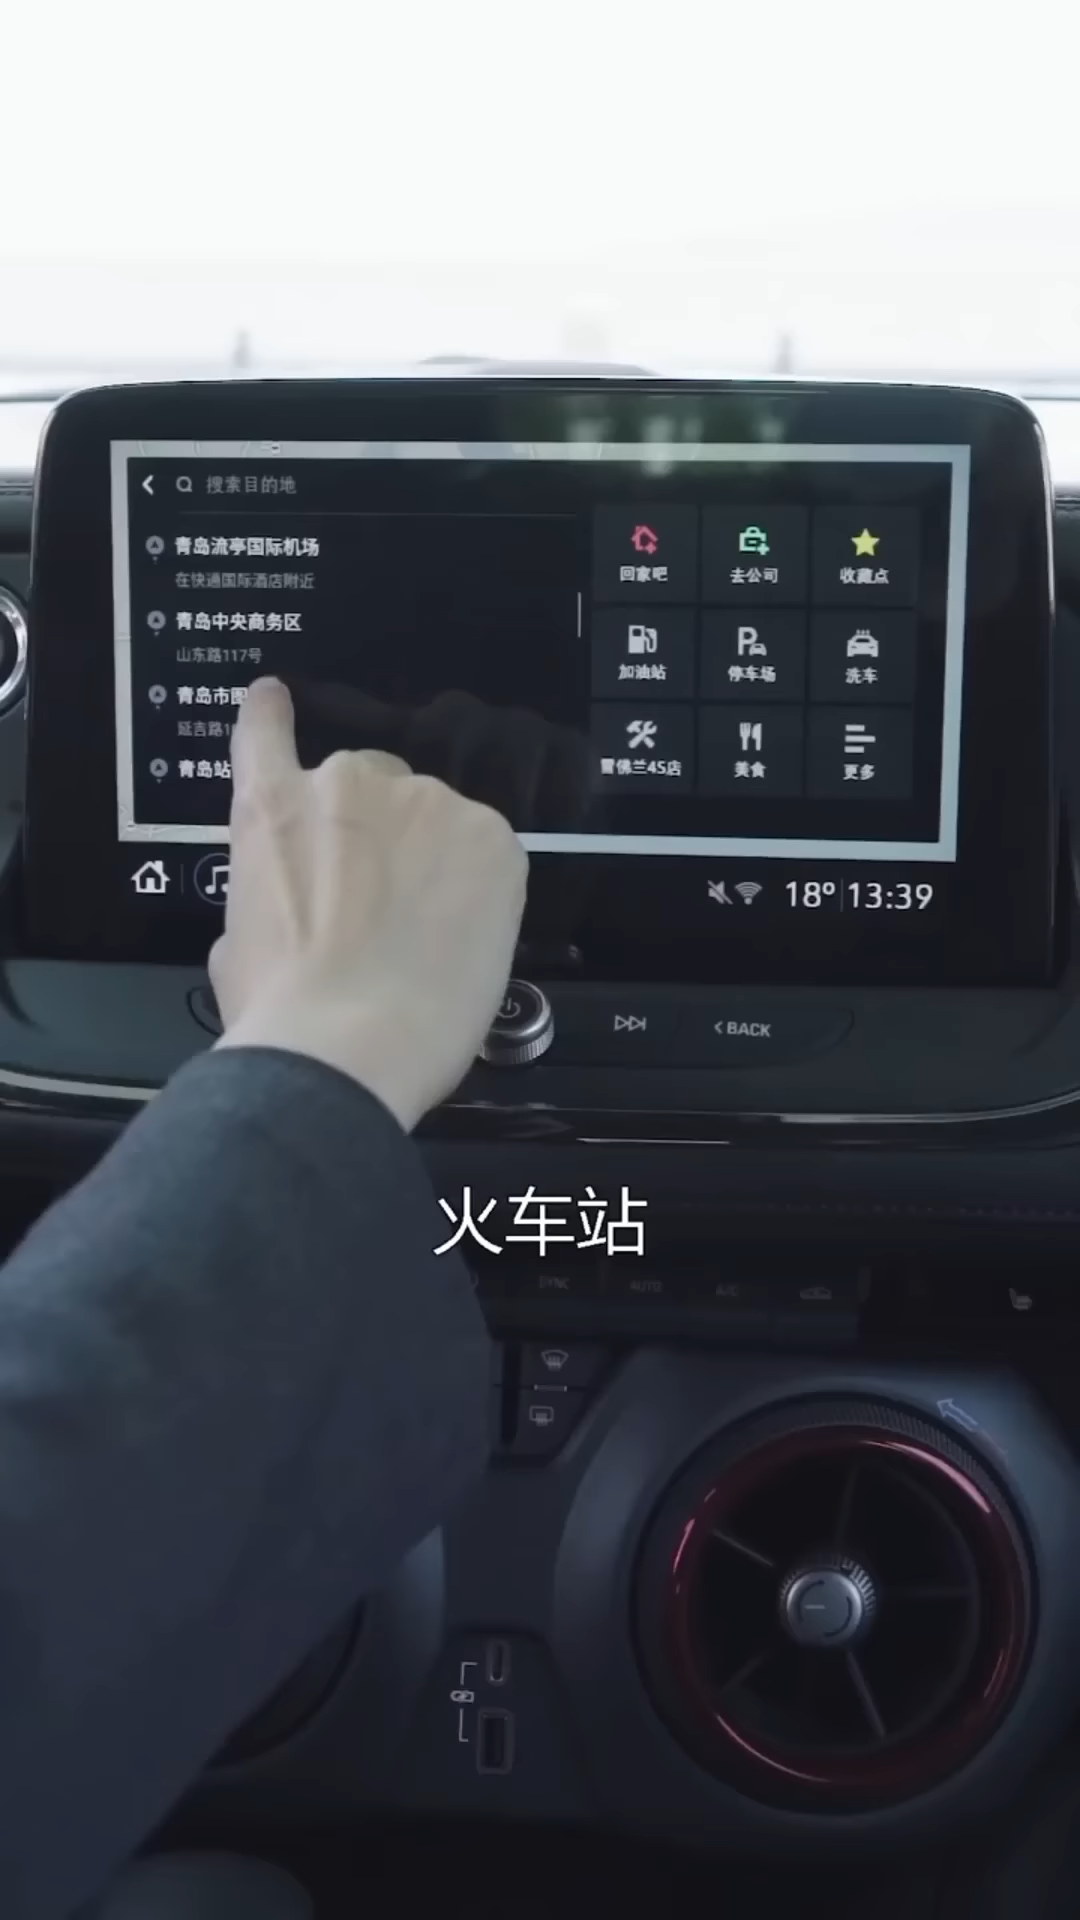 搜索目的地
青岛流亭国际机场
在快通国际酒店附近
青岛中央商务区
山东路117号
青岛市图
延吉路1
青岛站
回家吧
去公司
收藏点
加油站
停车场
洗车
雪佛兰4S店
美食
更多
18° 13:39
BACK
火车站
SYNC
AUTO
A/C